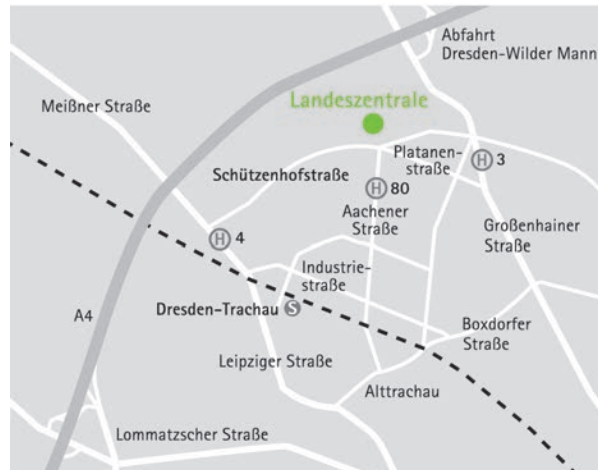 Abfahrt
Dresden-Wilder Mann
Meißner Straße
Landeszentrale
Platanen-
straße
H 3
Schützenhofstraße
H 80
Aachener
Straße
Großenhainer
Straße
H 4
Industrie-
straße
Dresden-Trachau S
A4
Boxdorfer
Straße
Leipziger Straße
Alttrachau
Lommatzscher Straße